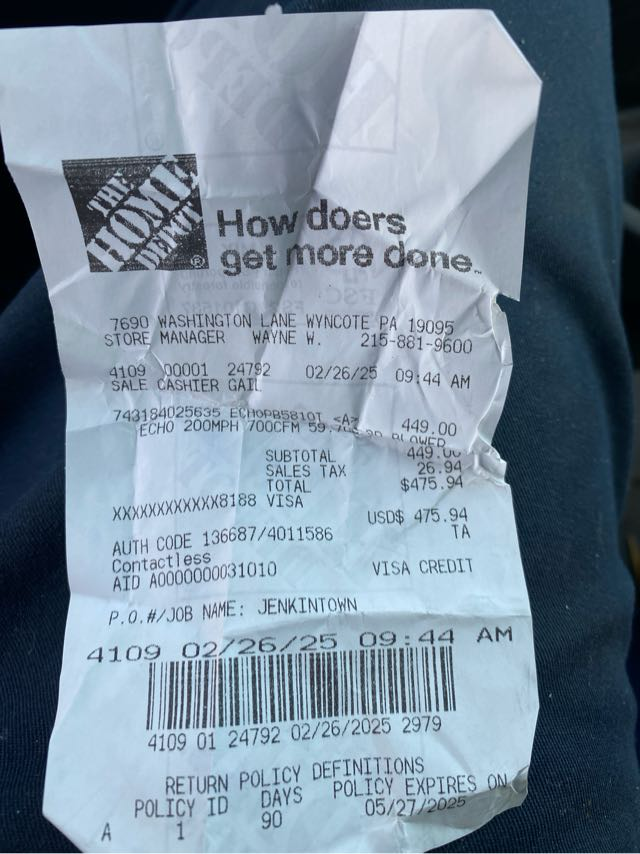 THE
HOME
DEPOT
®
How doers
get more done™
7690 WASHINGTON LANE WYNCOTE PA 19095
STORE MANAGER WAYNE W. 215-881-9600
4109 00001 24792 02/26/25 09:44 AM
SALE CASHIER GAIL
743184025635 ECHOPB5810T <A> 449.00
ECHO 200MPH 700CFM BLOWER
SUBTOTAL 449.00
SALES TAX 26.94
TOTAL $475.94
XXXXXXXXXXXX8188 VISA
USD$ 475.94
AUTH CODE 136687/4011586 TA
Contactless
AID A0000000031010 VISA CREDIT
P.O.#/JOB NAME: JENKINTOWN
4109 02/26/25 09:44 AM
4109 01 24792 02/26/2025 2979
RETURN POLICY DEFINITIONS
POLICY ID DAYS POLICY EXPIRES ON
A 1 90 05/27/2025